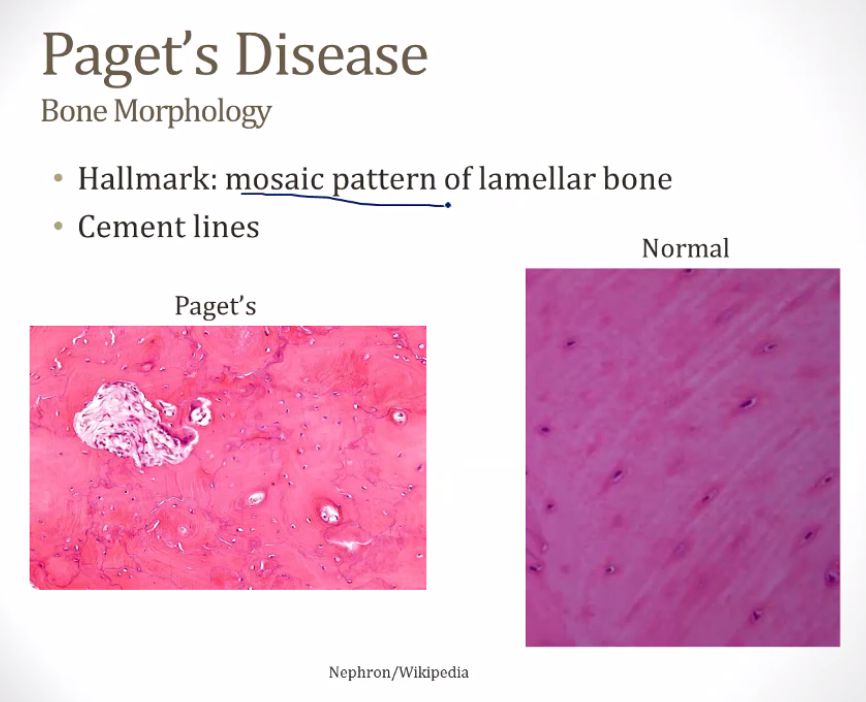 Paget's Disease
Bone Morphology
• Hallmark: mosaic pattern of lamellar bone
• Cement lines
Normal
Paget's
Nephron/Wikipedia